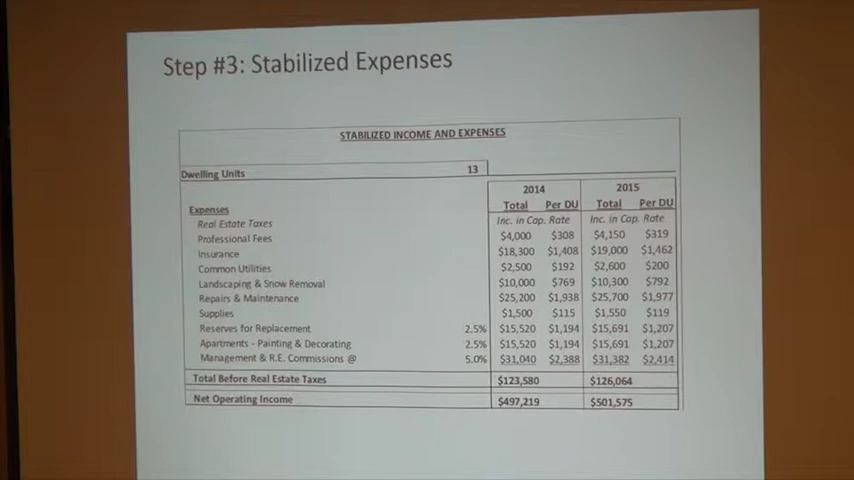 Step #3: Stabilized Expenses
STABILIZED INCOME AND EXPENSES
Dwelling Units 13
2014 2015
Expenses Total Per DU Total Per DU
Real Estate Taxes Inc. in Cap. Rate Inc. in Cap. Rate
Professional Fees $4,000 $308 $4,150 $319
Insurance $18,300 $1,408 $19,000 $1,462
Common Utilities $2,500 $192 $2,600 $200
Landscaping & Snow Removal $10,000 $769 $10,300 $792
Repairs & Maintenance $25,200 $1,938 $25,700 $1,977
Supplies $1,500 $115 $1,550 $119
Reserves for Replacement 2.5% $15,520 $1,194 $15,691 $1,207
Apartments - Painting & Decorating 2.5% $15,520 $1,194 $15,691 $1,207
Management & R.E. Commissions @ 5.0% $31,040 $2,388 $31,382 $2,414
Total Before Real Estate Taxes $123,580 $126,064
Net Operating Income $497,219 $501,575